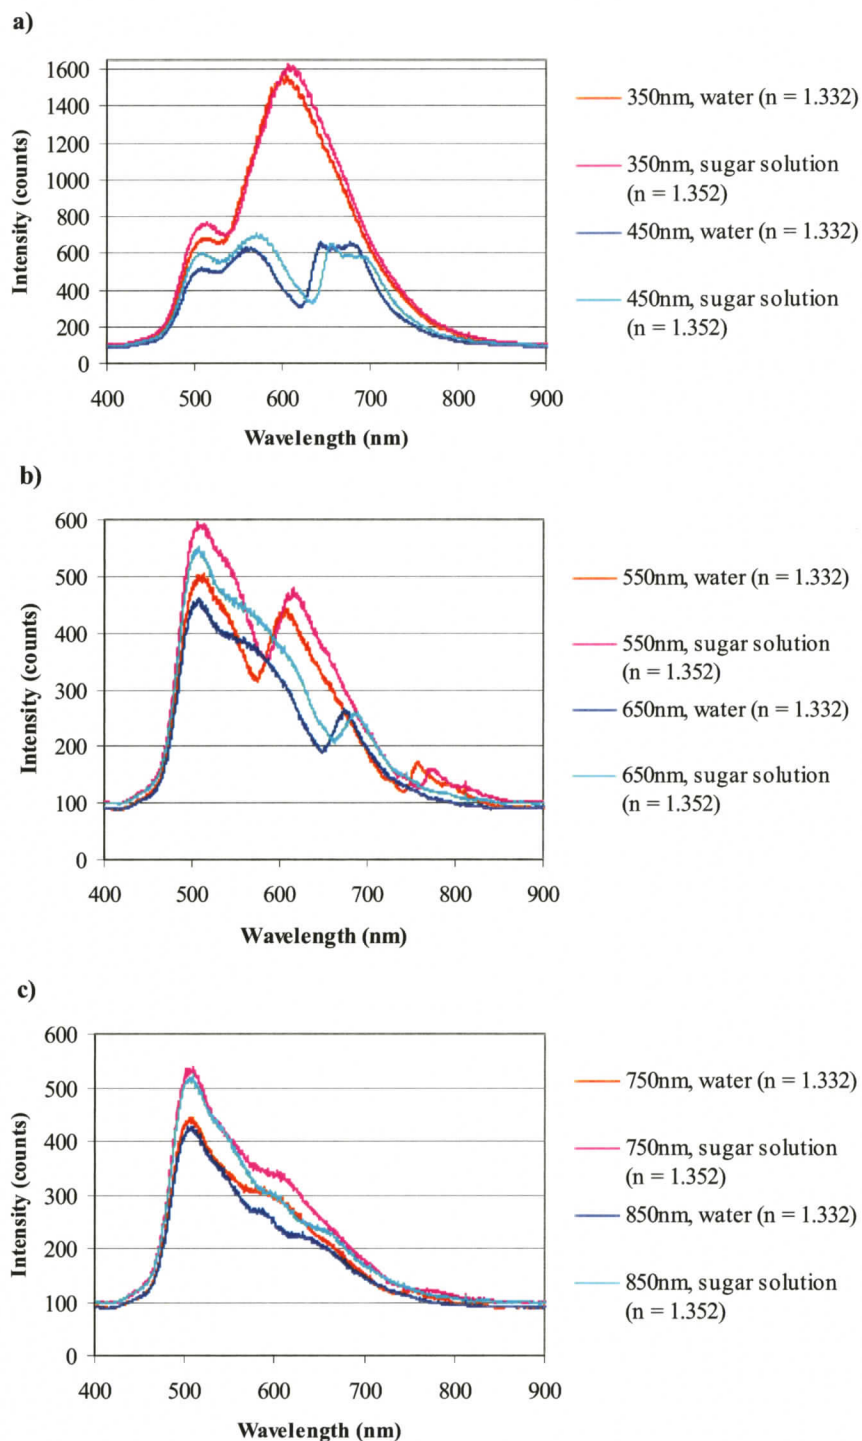 a)
1600
1400
1200
1000
800
600
400
200
0
Intensity (counts)
400 500 600 700 800 900
Wavelength (nm)
350nm, water (n = 1.332)
350nm, sugar solution
(n = 1.352)
450nm, water (n = 1.332)
450nm, sugar solution
(n = 1.352)
b)
600
500
400
300
200
100
0
Intensity (counts)
400 500 600 700 800 900
Wavelength (nm)
550nm, water (n = 1.332)
550nm, sugar solution
(n = 1.352)
650nm, water (n = 1.332)
650nm, sugar solution
(n = 1.352)
c)
600
500
400
300
200
100
0
Intensity (counts)
400 500 600 700 800 900
Wavelength (nm)
750nm, water (n = 1.332)
750nm, sugar solution
(n = 1.352)
850nm, water (n = 1.332)
850nm, sugar solution
(n = 1.352)